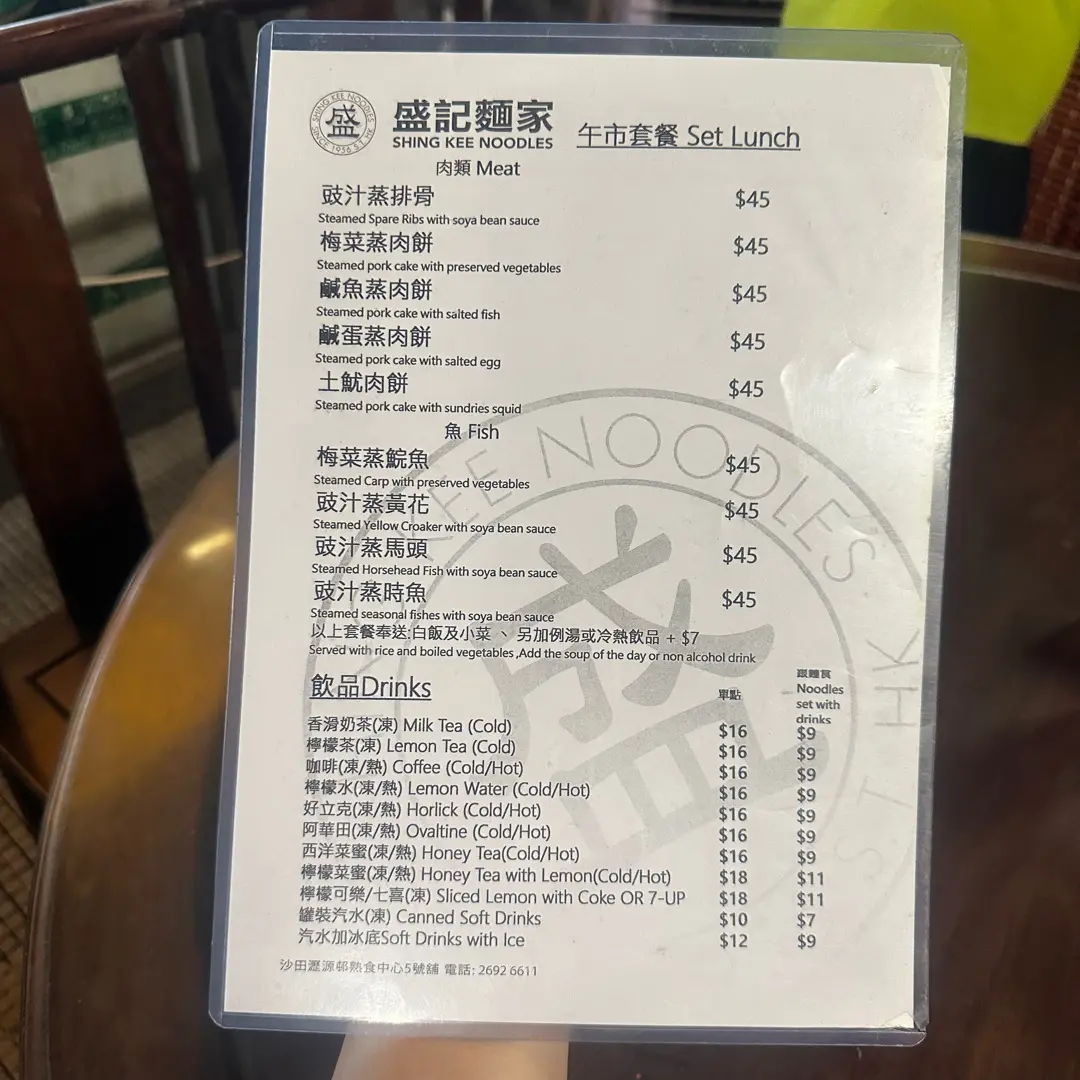 SHING KEE NOODLES
盛
SINCE 1956 S.T. HK
盛記麵家
SHING KEE NOODLES
午市套餐 Set Lunch
肉類 Meat
豉汁蒸排骨 $45
Steamed Spare Ribs with soya bean sauce
梅菜蒸肉餅 $45
Steamed pork cake with preserved vegetables
鹹魚蒸肉餅 $45
Steamed pork cake with salted fish
鹹蛋蒸肉餅 $45
Steamed pork cake with salted egg
土魷肉餅 $45
Steamed pork cake with sundries squid
魚 Fish
梅菜蒸鯇魚 $45
Steamed Carp with preserved vegetables
豉汁蒸黃花 $45
Steamed Yellow Croaker with soya bean sauce
豉汁蒸馬頭 $45
Steamed Horsehead Fish with soya bean sauce
豉汁蒸時魚 $45
Steamed seasonal fishes with soya bean sauce
以上套餐奉送:白飯及小菜 、 另加例湯或冷熱飲品 + $7
Served with rice and boiled vegetables ,Add the soup of the day or non alcohol drink
飲品Drinks
單點
跟麵食
Noodles
set with
drinks
香滑奶茶(凍) Milk Tea (Cold) $16 $9
檸檬茶(凍) Lemon Tea (Cold) $16 $9
咖啡(凍/熱) Coffee (Cold/Hot) $16 $9
檸檬水(凍/熱) Lemon Water (Cold/Hot) $16 $9
好立克(凍/熱) Horlick (Cold/Hot) $16 $9
阿華田(凍/熱) Ovaltine (Cold/Hot) $16 $9
西洋菜蜜(凍/熱) Honey Tea(Cold/Hot) $16 $9
檸檬菜蜜(凍/熱) Honey Tea with Lemon(Cold/Hot) $18 $11
檸檬可樂/七喜(凍) Sliced Lemon with Coke OR 7-UP $18 $11
罐裝汽水(凍) Canned Soft Drinks $10 $7
汽水加冰底Soft Drinks with Ice $12 $9
沙田瀝源邨熟食中心5號舖 電話: 2692 6611
KEE NOODLES
盛
S T HK